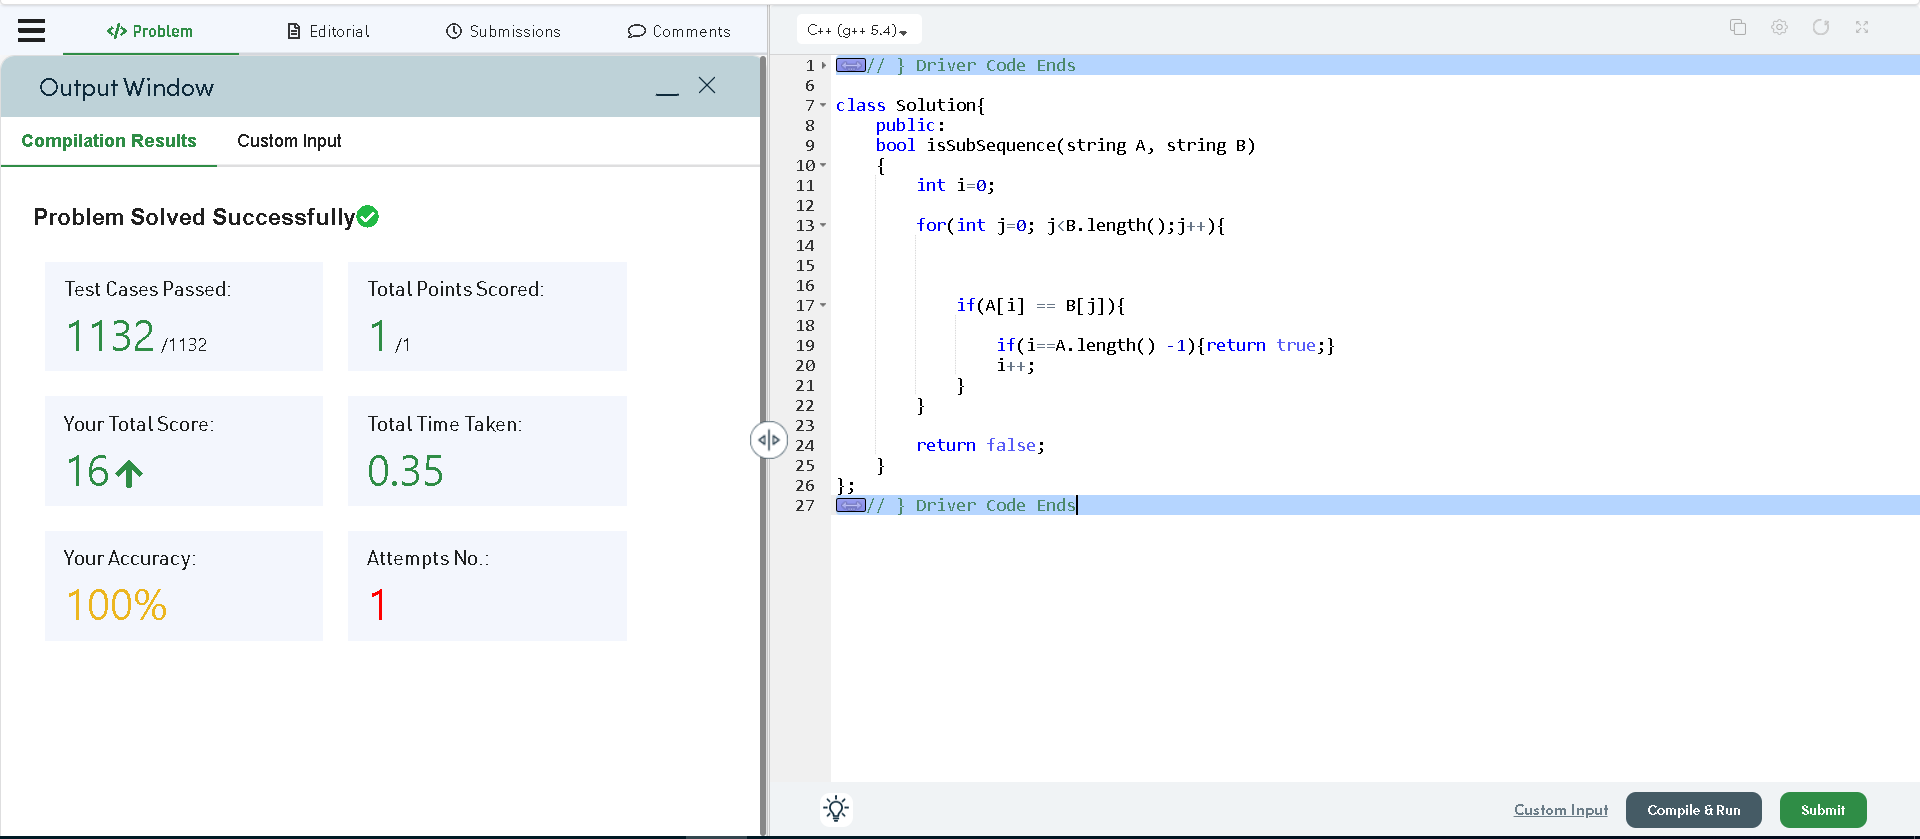 </> Problem
Editorial
Submissions
Comments
Output Window
Compilation Results
Custom Input
Problem Solved Successfully
Test Cases Passed:
1132 /1132
Total Points Scored:
1 /1
Your Total Score:
16
Total Time Taken:
0.35
Your Accuracy:
100%
Attempts No.:
1
C++ (g++ 5.4)
1 // } Driver Code Ends
6
7 class Solution{
8 public:
9 bool isSubSequence(string A, string B)
10 {
11 int i=0;
12
13 for(int j=0; j<B.length();j++){
14
15
16
17 if(A[i] == B[j]){
18
19 if(i==A.length() -1){return true;}
20 i++;
21 }
22 }
23
24 return false;
25 }
26 };
27 // } Driver Code Ends
Custom Input
Compile & Run
Submit